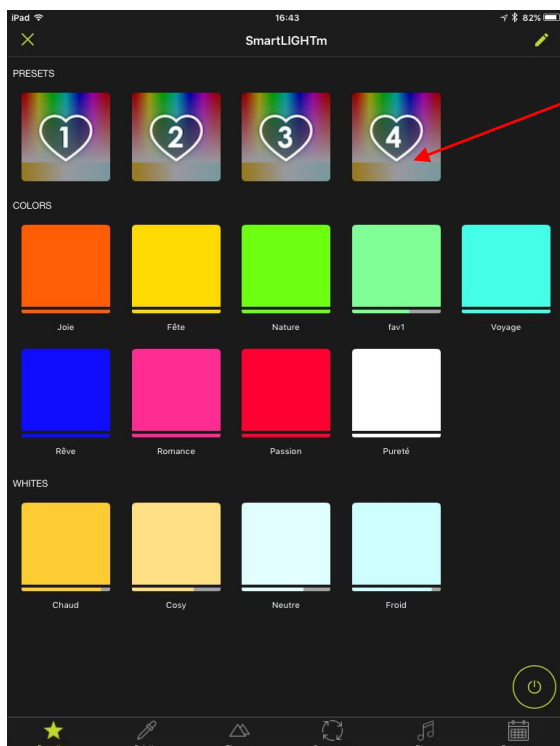 iPad 16:43 82%
SmartLIGHTm
PRESETS
1 2 3 4
COLORS
Joie Fête Nature fav1 Voyage
Rêve Romance Passion Pureté
WHITES
Chaud Cosy Neutre Froid